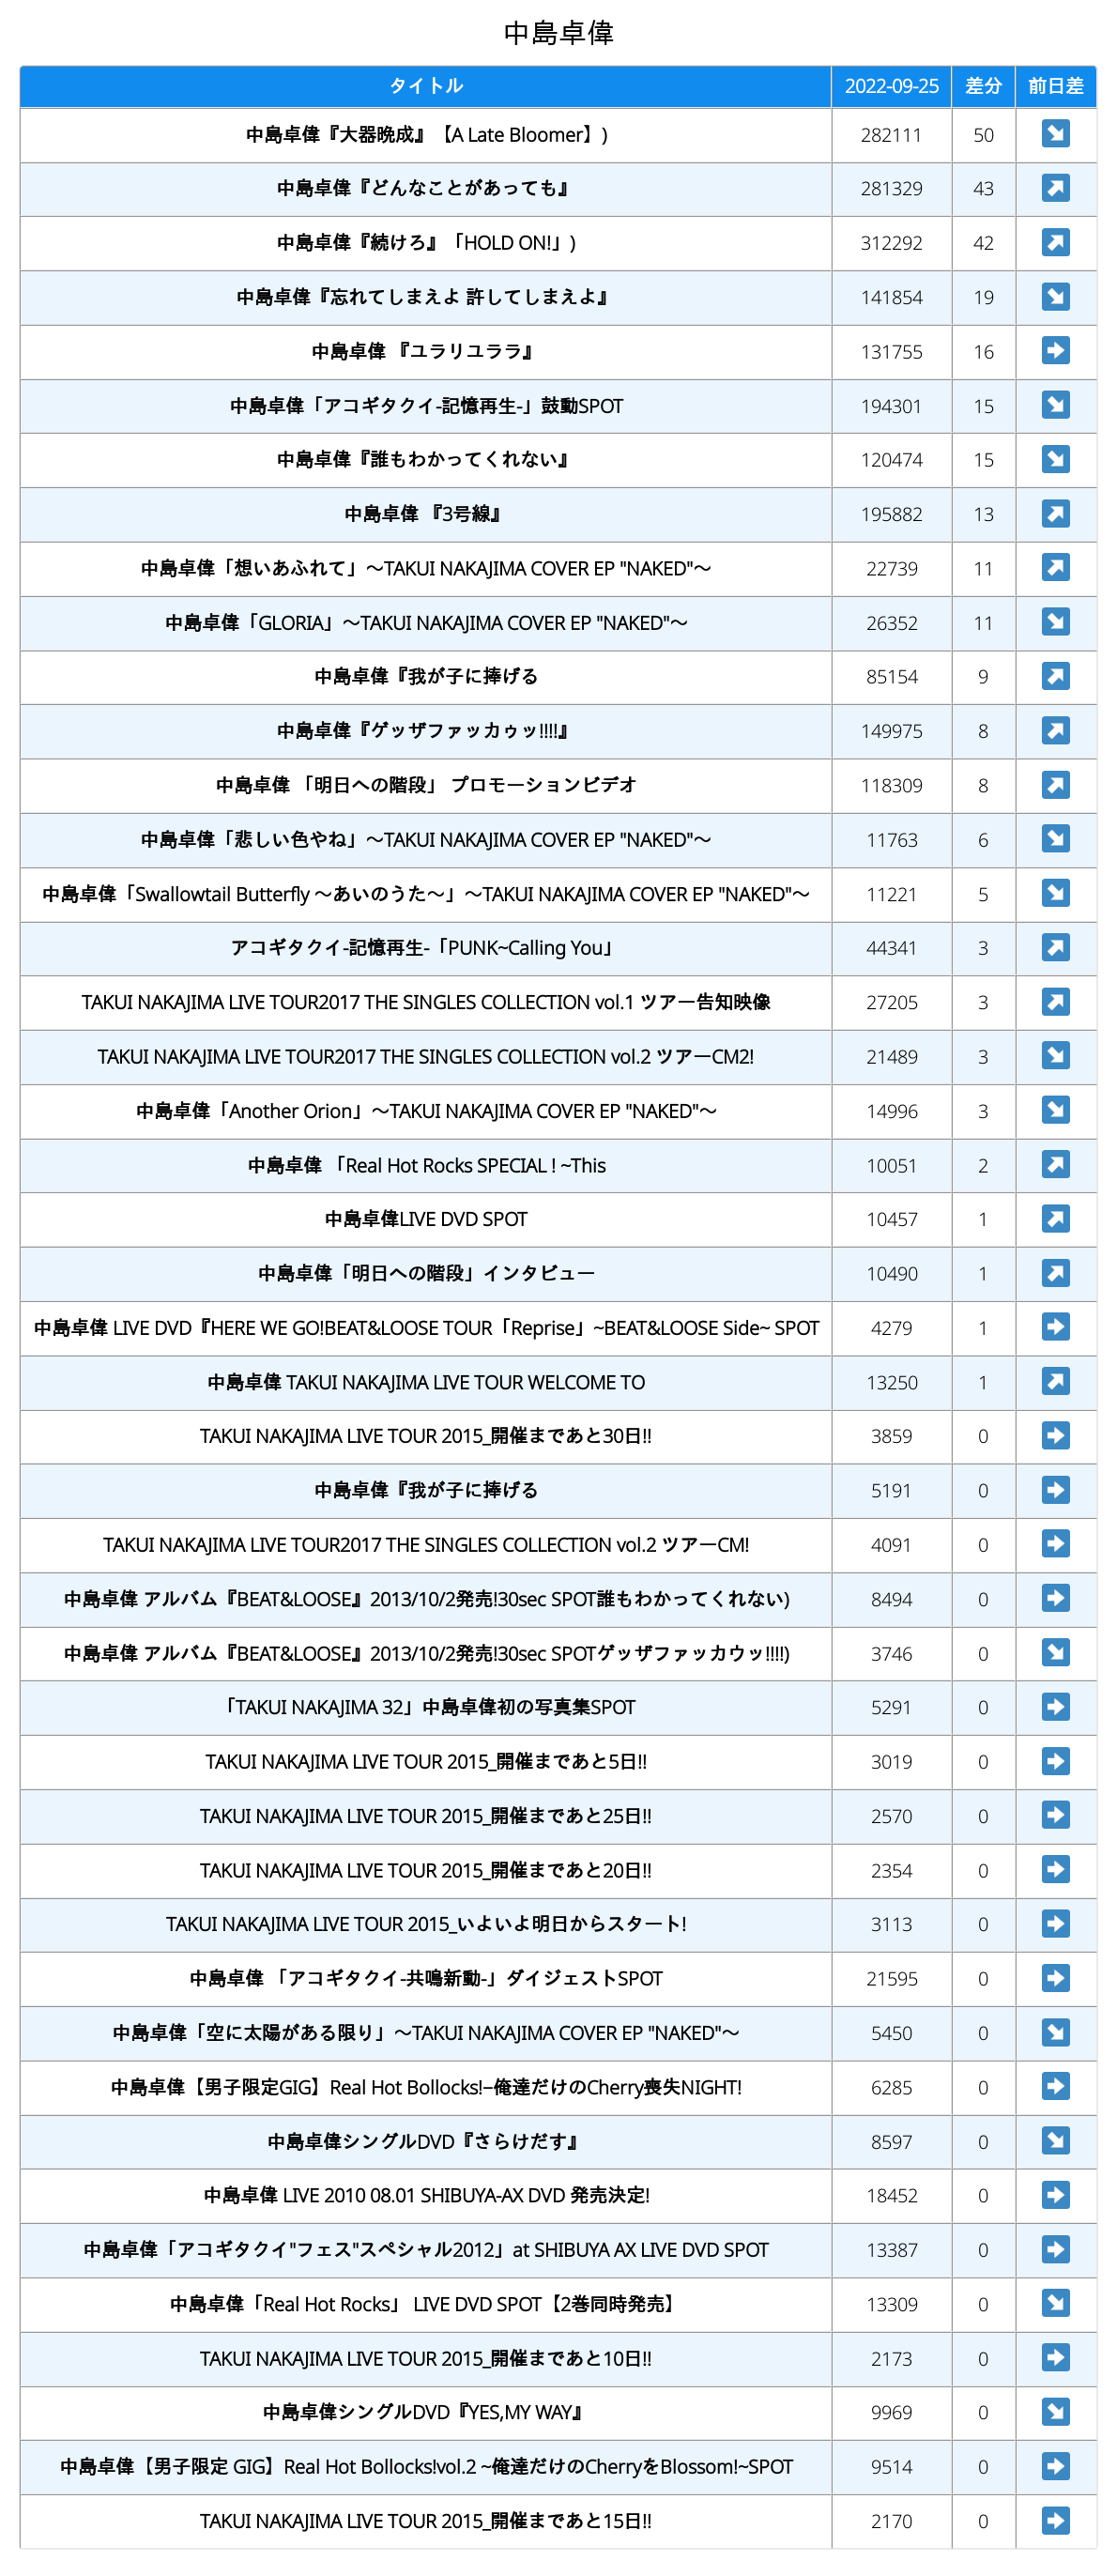 中島卓偉
タイトル 2022-09-25 差分 前日差
中島卓偉『大器晩成』【A Late Bloomer】) 282111 50 ↘
中島卓偉『どんなことがあっても』 281329 43 ↗
中島卓偉『続けろ』「HOLD ON!」) 312292 42 ↗
中島卓偉『忘れてしまえよ 許してしまえよ』 141854 19 ↘
中島卓偉 『ユラリユララ』 131755 16 ➡
中島卓偉「アコギタクイ-記憶再生-」鼓動SPOT 194301 15 ↘
中島卓偉『誰もわかってくれない』 120474 15 ↘
中島卓偉 『3号線』 195882 13 ↗
中島卓偉「想いあふれて」〜TAKUI NAKAJIMA COVER EP "NAKED"〜 22739 11 ↗
中島卓偉「GLORIA」〜TAKUI NAKAJIMA COVER EP "NAKED"〜 26352 11 ↘
中島卓偉『我が子に捧げる 85154 9 ↗
中島卓偉『ゲッザファッカゥッ!!!!』 149975 8 ↗
中島卓偉 「明日への階段」 プロモーションビデオ 118309 8 ↗
中島卓偉「悲しい色やね」〜TAKUI NAKAJIMA COVER EP "NAKED"〜 11763 6 ↘
中島卓偉「Swallowtail Butterfly 〜あいのうた〜」〜TAKUI NAKAJIMA COVER EP "NAKED"〜 11221 5 ↘
アコギタクイ-記憶再生-「PUNK~Calling You」 44341 3 ↗
TAKUI NAKAJIMA LIVE TOUR2017 THE SINGLES COLLECTION vol.1 ツアー告知映像 27205 3 ↗
TAKUI NAKAJIMA LIVE TOUR2017 THE SINGLES COLLECTION vol.2 ツアーCM2! 21489 3 ↘
中島卓偉「Another Orion」〜TAKUI NAKAJIMA COVER EP "NAKED"〜 14996 3 ↘
中島卓偉 「Real Hot Rocks SPECIAL ! ~This 10051 2 ↗
中島卓偉LIVE DVD SPOT 10457 1 ↗
中島卓偉「明日への階段」インタビュー 10490 1 ↗
中島卓偉 LIVE DVD『HERE WE GO!BEAT&LOOSE TOUR「Reprise」~BEAT&LOOSE Side~ SPOT 4279 1 ➡
中島卓偉 TAKUI NAKAJIMA LIVE TOUR WELCOME TO 13250 1 ↗
TAKUI NAKAJIMA LIVE TOUR 2015_開催まであと30日!! 3859 0 ➡
中島卓偉『我が子に捧げる 5191 0 ➡
TAKUI NAKAJIMA LIVE TOUR2017 THE SINGLES COLLECTION vol.2 ツアーCM! 4091 0 ➡
中島卓偉 アルバム『BEAT&LOOSE』2013/10/2発売!30sec SPOT誰もわかってくれない) 8494 0 ➡
中島卓偉 アルバム『BEAT&LOOSE』2013/10/2発売!30sec SPOTゲッザファッカウッ!!!!) 3746 0 ↘
「TAKUI NAKAJIMA 32」中島卓偉初の写真集SPOT 5291 0 ➡
TAKUI NAKAJIMA LIVE TOUR 2015_開催まであと5日!! 3019 0 ➡
TAKUI NAKAJIMA LIVE TOUR 2015_開催まであと25日!! 2570 0 ➡
TAKUI NAKAJIMA LIVE TOUR 2015_開催まであと20日!! 2354 0 ➡
TAKUI NAKAJIMA LIVE TOUR 2015_いよいよ明日からスタート! 3113 0 ➡
中島卓偉 「アコギタクイ-共鳴新動-」ダイジェストSPOT 21595 0 ➡
中島卓偉「空に太陽がある限り」〜TAKUI NAKAJIMA COVER EP "NAKED"〜 5450 0 ↘
中島卓偉【男子限定GIG】Real Hot Bollocks!−俺達だけのCherry喪失NIGHT! 6285 0 ➡
中島卓偉シングルDVD『さらけだす』 8597 0 ↘
中島卓偉 LIVE 2010 08.01 SHIBUYA-AX DVD 発売決定! 18452 0 ➡
中島卓偉「アコギタクイ"フェス"スペシャル2012」at SHIBUYA AX LIVE DVD SPOT 13387 0 ➡
中島卓偉「Real Hot Rocks」 LIVE DVD SPOT【2巻同時発売】 13309 0 ↘
TAKUI NAKAJIMA LIVE TOUR 2015_開催まであと10日!! 2173 0 ➡
中島卓偉シングルDVD『YES,MY WAY』 9969 0 ↘
中島卓偉【男子限定 GIG】Real Hot Bollocks!vol.2 ~俺達だけのCherryをBlossom!~SPOT 9514 0 ➡
TAKUI NAKAJIMA LIVE TOUR 2015_開催まであと15日!! 2170 0 ➡